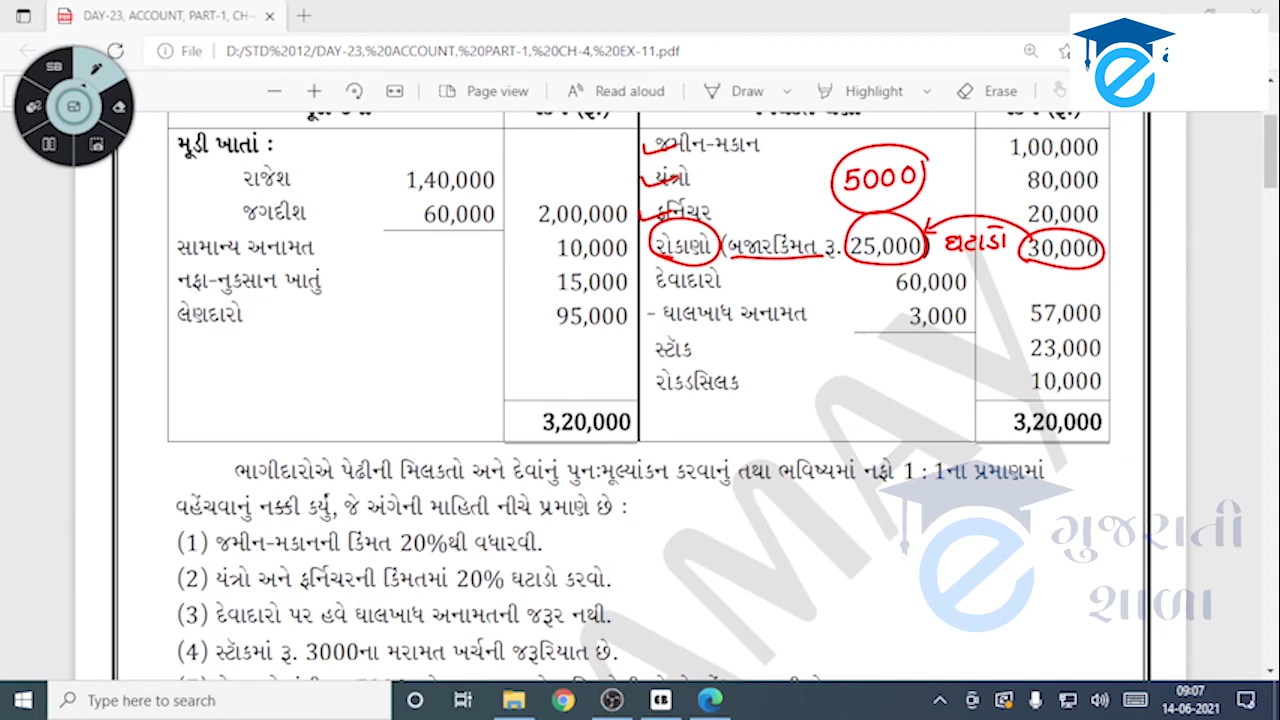 DAY-23, ACCOUNT, PART-1, CH-
File D:/STD%2012/DAY-23,%20ACCOUNT,%20PART-1,%20CH-4,%20EX-11.pdf
Page view Read aloud Draw Highlight Erase
SB
મૂડી ખાતાં : જમીન-મકાન 1,00,000
રાજેશ 1,40,000 યંત્રો 5000 80,000
જગદીશ 60,000 2,00,000 ફર્નિચર 20,000
સામાન્ય અનામત 10,000 રોકાણો (બજારકિંમત રૂ. 25,000) ઘટાડો 30,000
નફા-નુકસાન ખાતું 15,000 દેવાદારો 60,000
લેણદારો 95,000 - ઘાલખાધ અનામત 3,000 57,000
સ્ટૉક 23,000
રોકડસિલક 10,000
3,20,000 3,20,000
ભાગીદારોએ પેઢીની મિલકતો અને દેવાંનું પુનઃમૂલ્યાંકન કરવાનું તથા ભવિષ્યમાં નફો 1 : 1ના પ્રમાણમાં
વહેંચવાનું નક્કી કર્યું, જે અંગેની માહિતી નીચે પ્રમાણે છે :
(1) જમીન-મકાનની કિંમત 20%થી વધારવી.
(2) યંત્રો અને ફર્નિચરની કિંમતમાં 20% ઘટાડો કરવો.
(3) દેવાદારો પર હવે ઘાલખાધ અનામતની જરૂર નથી.
(4) સ્ટૉકમાં રૂ. 3000ના મરામત ખર્ચની જરૂરિયાત છે.
ગુજરાતી
શાળા
Type here to search
09:07
14-06-2021